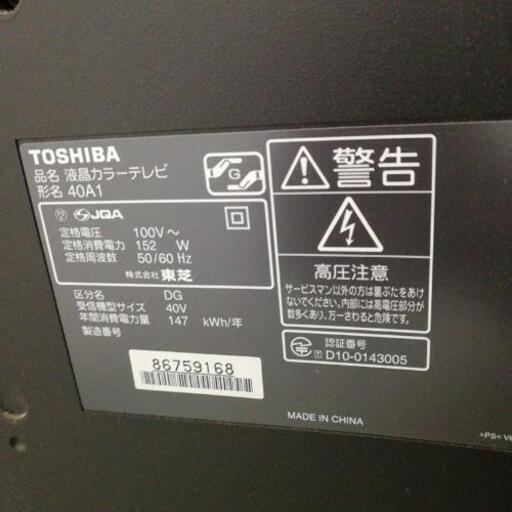 TOSHIBA
品名 液晶カラーテレビ
形名 40A1
G
JQA
定格電圧 100V～
定格消費電力 152 W
定格周波数 50/60 Hz
株式会社 東芝
区分名 DG
受信機型サイズ 40V
年間消費電力量 147 kWh/年
製造番号
86759168
警告
高圧注意
サービスマン以外の方は裏ぶたをあけ
ないでください。内部には高電圧部分が
数多くあり、万一さわると危険です。
認証番号
D10-0143005
MADE IN CHINA
>PS<